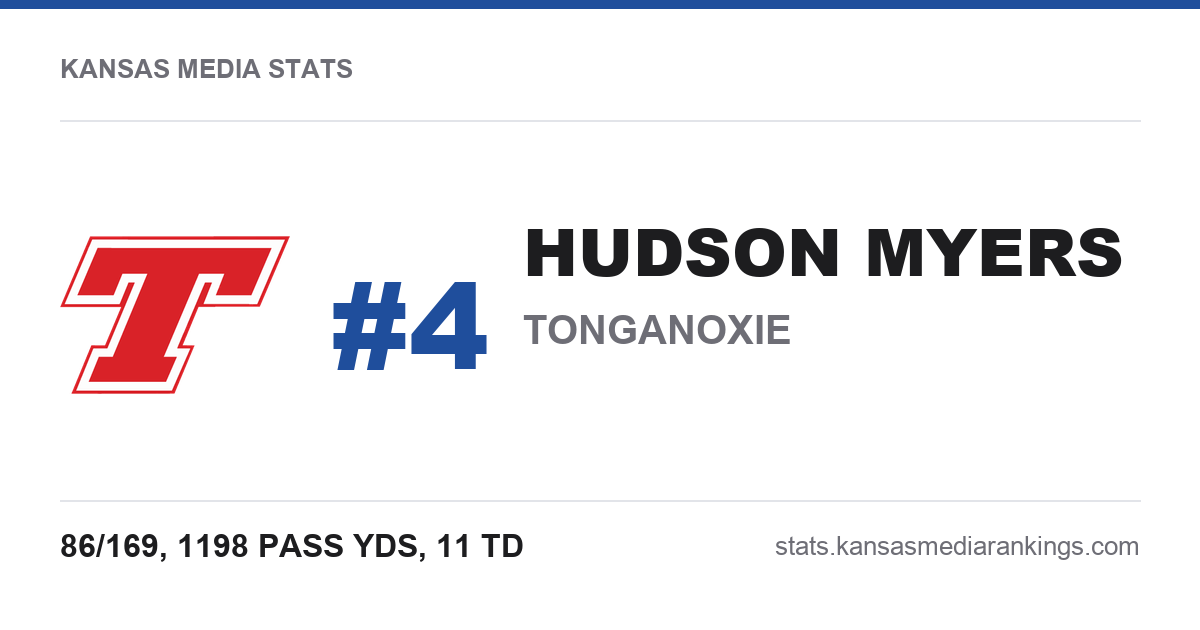 KANSAS MEDIA STATS
T
#4
HUDSON MYERS
TONGANOXIE
86/169, 1198 PASS YDS, 11 TD
stats.kansasmediarankings.com